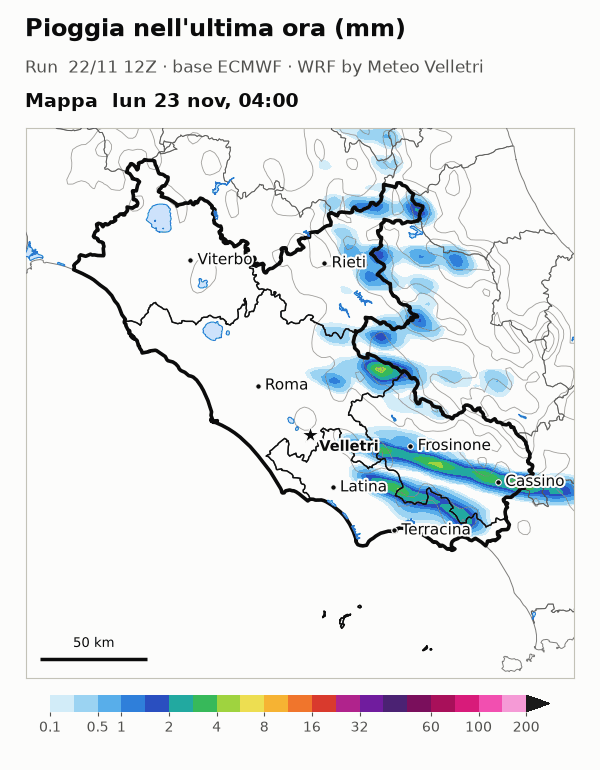 Pioggia nell'ultima ora (mm)
Run  22/11 12Z · base ECMWF · WRF by Meteo Velletri
Mappa  lun 23 nov, 04:00
Viterbo
Rieti
Roma
Velletri
Frosinone
Latina
Cassino
Terracina
50 km
0.1 0.5 1 2 4 8 16 32 60 100 200